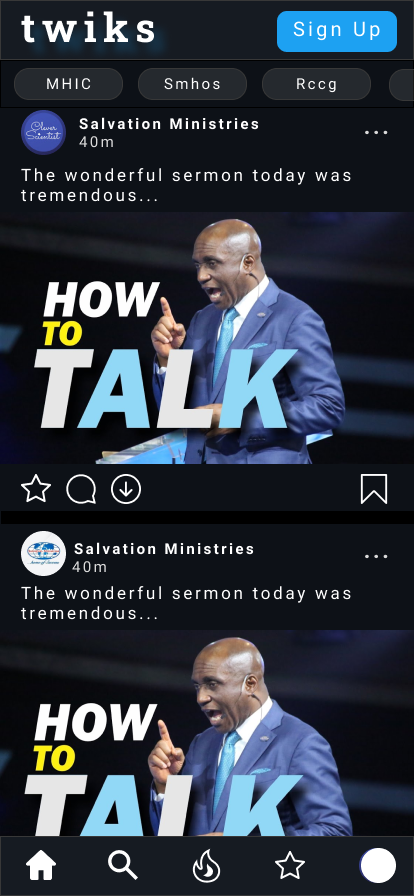 twiks
Sign Up
MHIC
Smhos
Rccg
Clever
Scientist
Salvation Ministries
40m
The wonderful sermon today was
tremendous...
HOW
TO
TALK
Salvation Ministries
40m
The wonderful sermon today was
tremendous...
HOW
TO
TALK